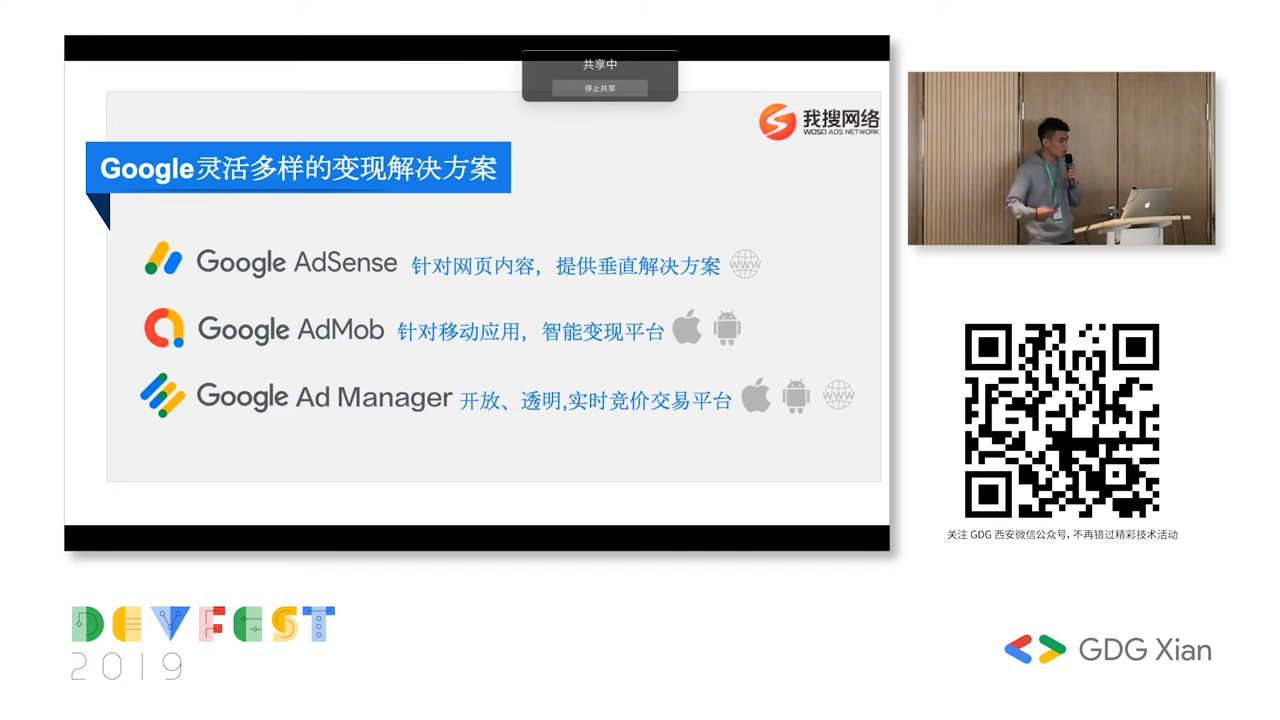 共享中
停止共享
我搜网络
WOSO ADS NETWORK
Google灵活多样的变现解决方案
Google AdSense 针对网页内容，提供垂直解决方案 WWW
Google AdMob 针对移动应用，智能变现平台
Google Ad Manager 开放、透明,实时竞价交易平台 WWW
关注 GDG 西安微信公众号, 不再错过精彩技术活动
DEVFEST
2019
GDG Xian